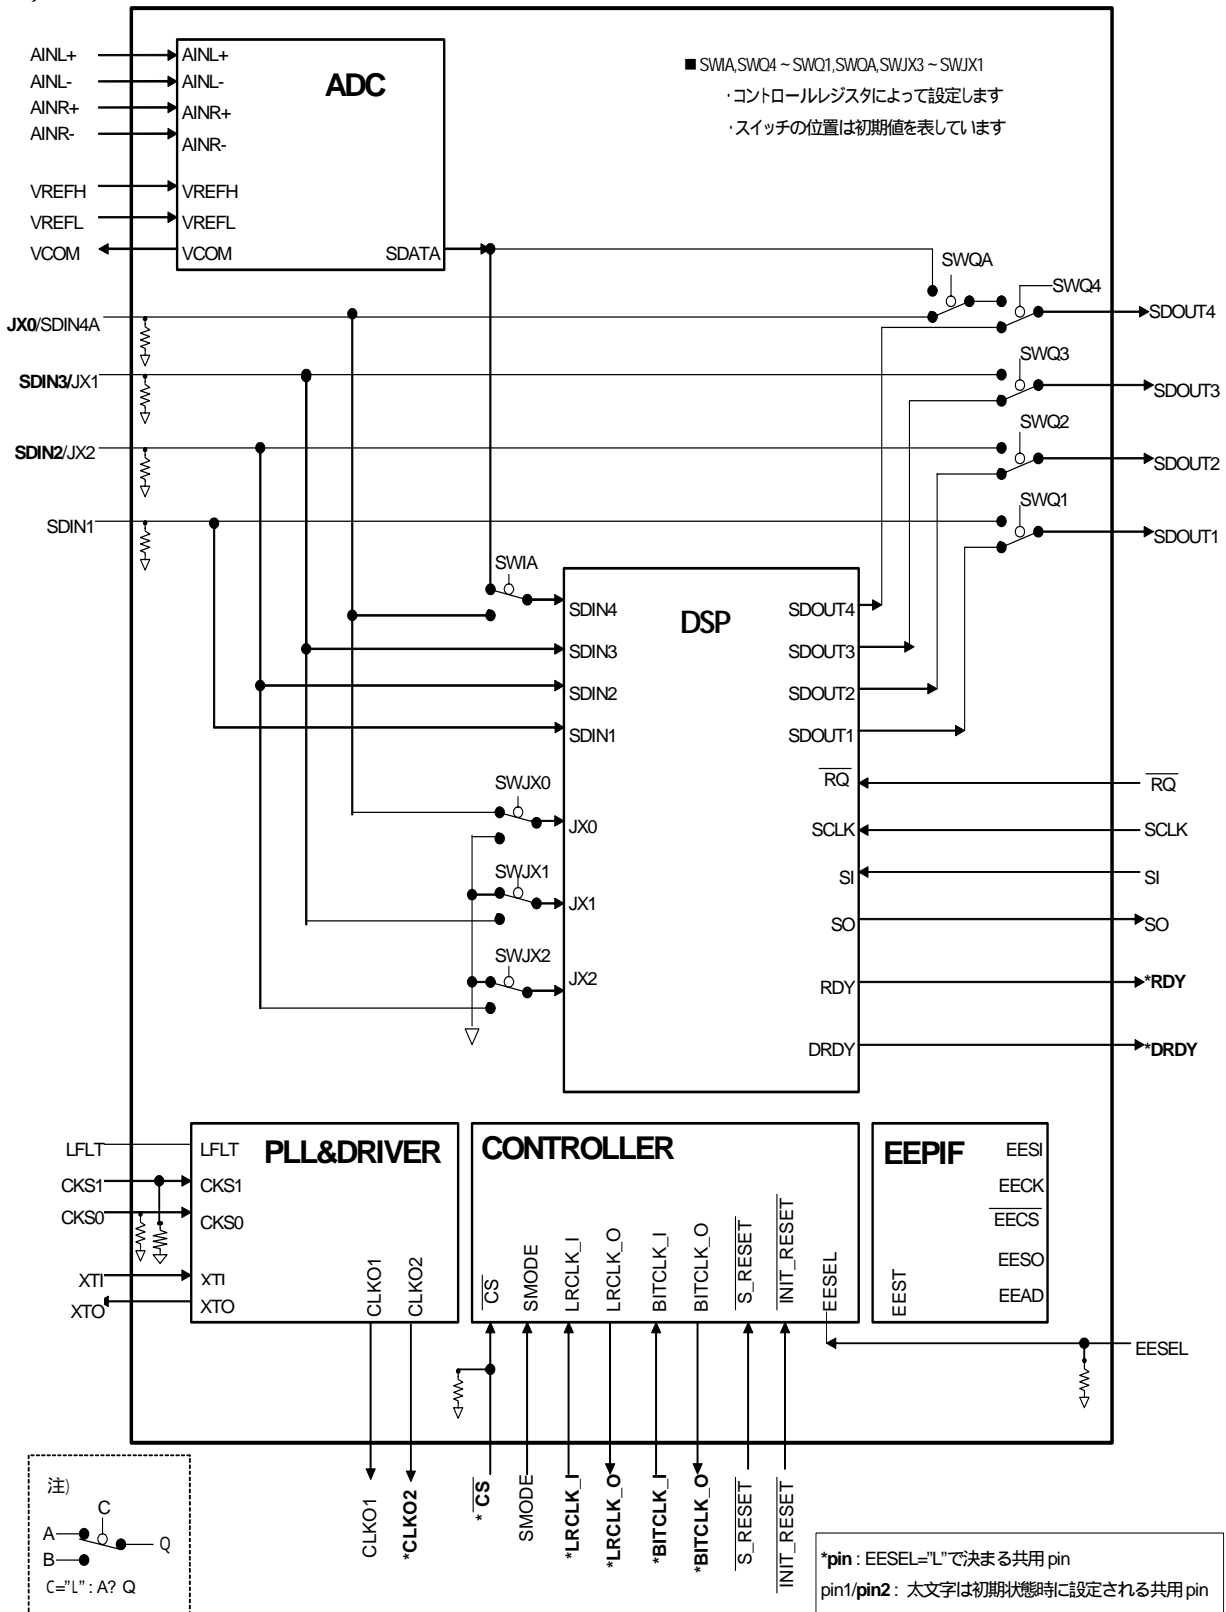 AINL+
AINL-
AINR+
AINR-
VREFH
VREFL
VCOM
AINL+
AINL-
AINR+
AINR-
VREFH
VREFL
VCOM
ADC
SDATA
■ SWIA,SWQ4 ~ SWQ1,SWQA,SWJX3 ~ SWJX1
・コントロールレジスタによって設定します
・スイッチの位置は初期値を表しています
SWQA
SWQ4
SDOUT4
JX0/SDIN4A
SWQ3
SDOUT3
SDIN3/JX1
SWQ2
SDOUT2
SDIN2/JX2
SWQ1
SDOUT1
SDIN1
SWIA
DSP
SDIN4
SDIN3
SDIN2
SDIN1
SDOUT4
SDOUT3
SDOUT2
SDOUT1
SWJX0
JX0
SWJX1
JX1
SWJX2
JX2
RQ
SCLK
SI
SO
RDY
DRDY
RQ
SCLK
SI
SO
*RDY
*DRDY
LFLT
CKS1
CKS0
XTI
XTO
LFLT
CKS1
CKS0
XTI
XTO
PLL&DRIVER
CLKO1
CLKO2
CONTROLLER
CS
SMODE
LRCLK_I
LRCLK_O
BITCLK_I
BITCLK_O
S_RESET
INIT_RESET
EESEL
EEPIF
EESI
EECK
EECS
EESO
EEAD
EEST
EESEL
CLKO1
*CLKO2
*CS
SMODE
*LRCLK_I
*LRCLK_O
*BITCLK_I
*BITCLK_O
S_RESET
INIT_RESET
注)
C
A
Q
B
C="L" : A? Q
*pin : EESEL="L"で決まる共用 pin
pin1/pin2 : 太文字は初期状態時に設定される共用 pin